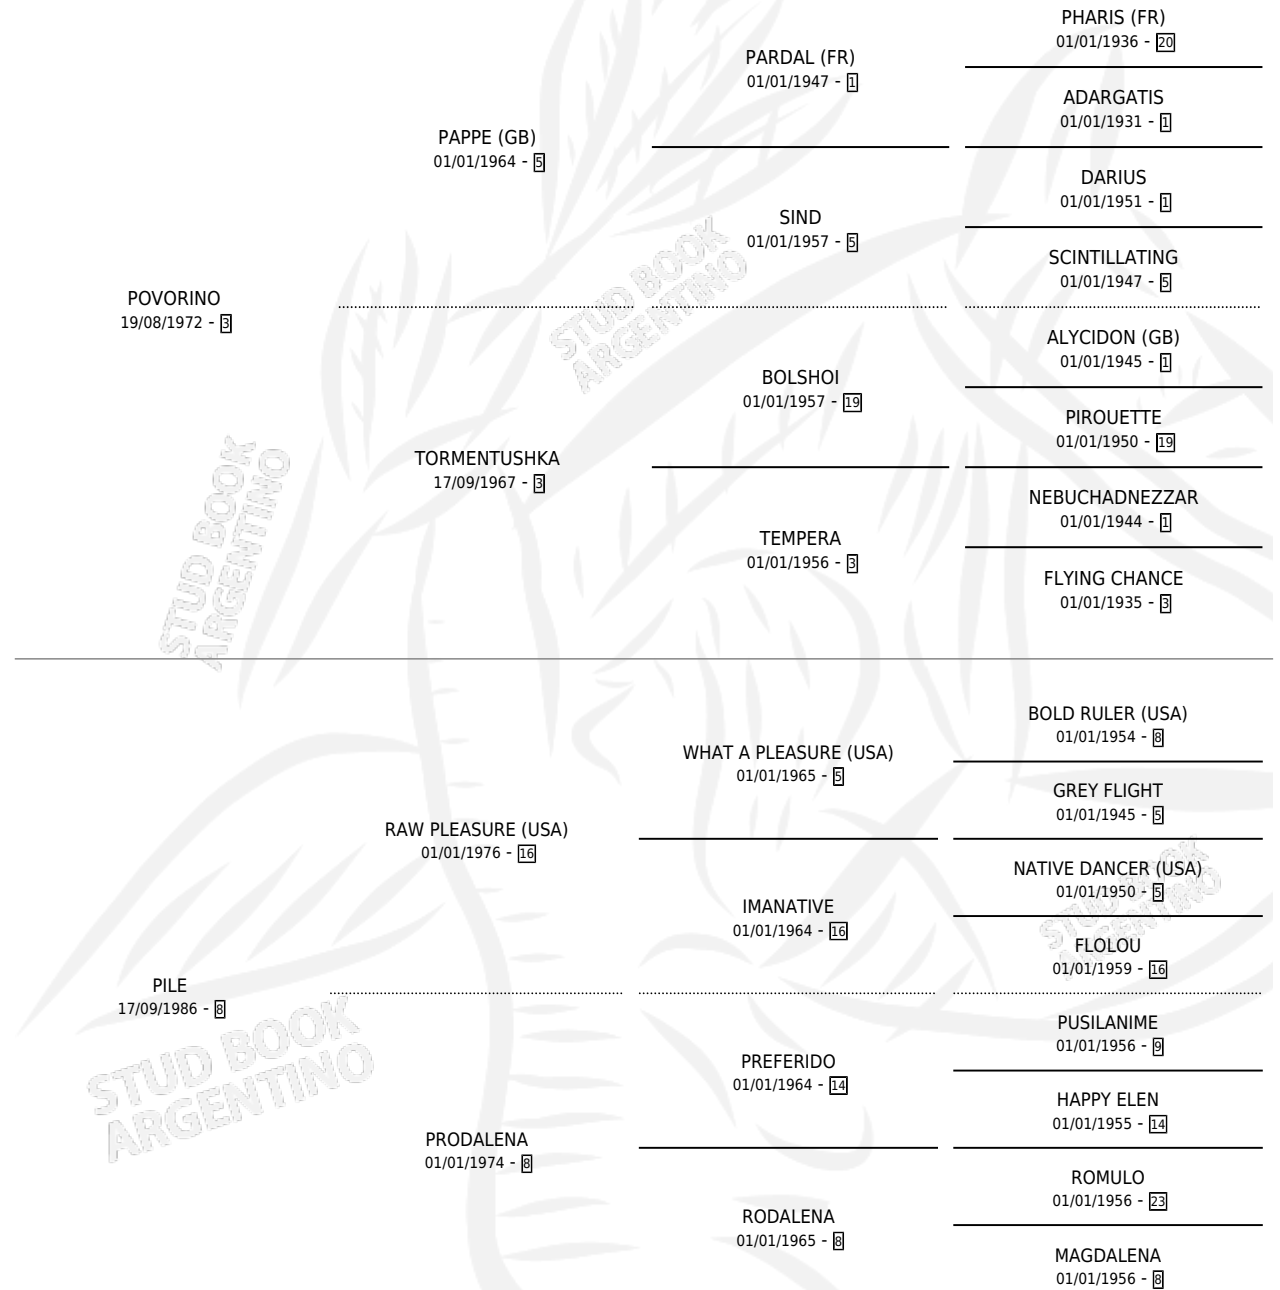 PHARIS (FR)
01/01/1936 - 20
PARDAL (FR)
01/01/1947 - 1
ADARGATIS
01/01/1931 - 1
PAPPE (GB)
01/01/1964 - 5
DARIUS
01/01/1951 - 1
SIND
01/01/1957 - 5
SCINTILLATING
01/01/1947 - 5
POVORINO
19/08/1972 - 3
ALYCIDON (GB)
01/01/1945 - 1
BOLSHOI
01/01/1957 - 19
PIROUETTE
01/01/1950 - 19
TORMENTUSHKA
17/09/1967 - 3
NEBUCHADNEZZAR
01/01/1944 - 1
TEMPERA
01/01/1956 - 3
FLYING CHANCE
01/01/1935 - 3
BOLD RULER (USA)
01/01/1954 - 8
WHAT A PLEASURE (USA)
01/01/1965 - 5
GREY FLIGHT
01/01/1945 - 5
RAW PLEASURE (USA)
01/01/1976 - 16
NATIVE DANCER (USA)
01/01/1950 - 5
IMANATIVE
01/01/1964 - 16
FLOLOU
01/01/1959 - 16
PILE
17/09/1986 - 8
PUSILANIME
01/01/1956 - 9
PREFERIDO
01/01/1964 - 14
HAPPY ELEN
01/01/1955 - 14
PRODALENA
01/01/1974 - 8
ROMULO
01/01/1956 - 23
RODALENA
01/01/1965 - 8
MAGDALENA
01/01/1956 - 8
STUD BOOK
ARGENTINO
STUD BOOK
ARGENTINO
STUD BOOK
ARGENTINO
STUD BOOK
ARGENTINO